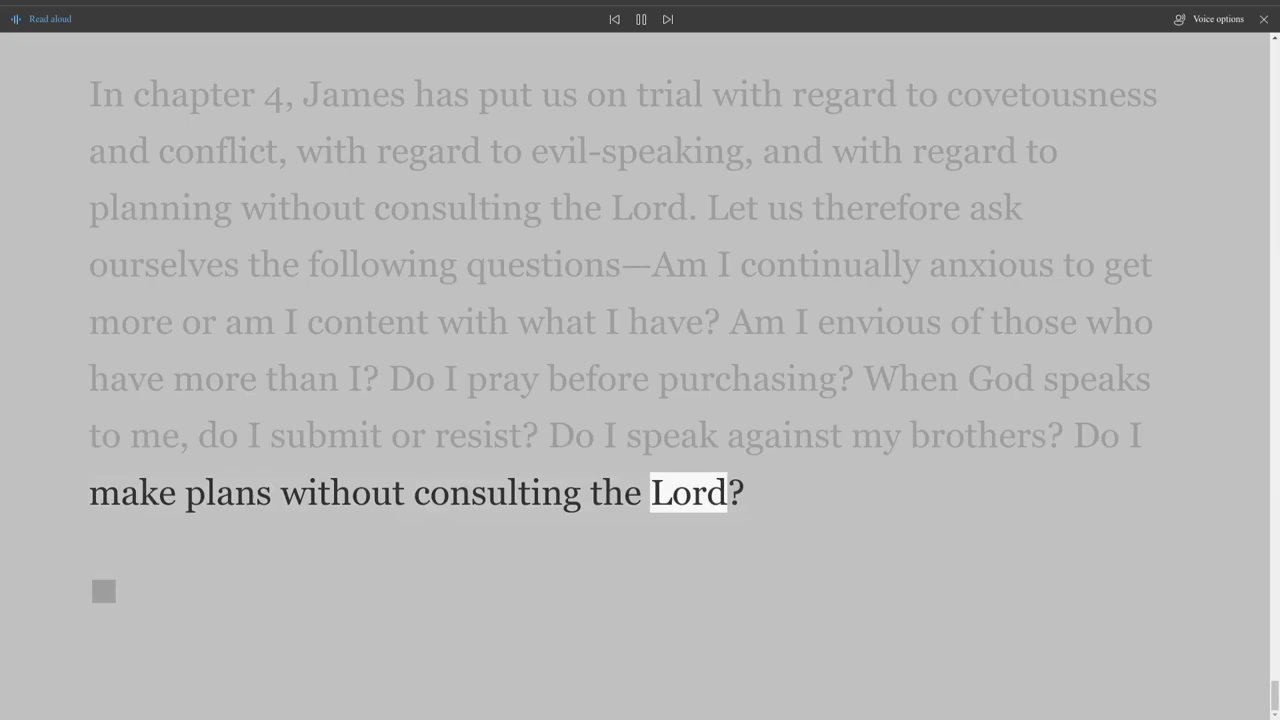 Read aloud
Voice options
In chapter 4, James has put us on trial with regard to covetousness
and conflict, with regard to evil-speaking, and with regard to
planning without consulting the Lord. Let us therefore ask
ourselves the following questions—Am I continually anxious to get
more or am I content with what I have? Am I envious of those who
have more than I? Do I pray before purchasing? When God speaks
to me, do I submit or resist? Do I speak against my brothers? Do I
make plans without consulting the Lord?